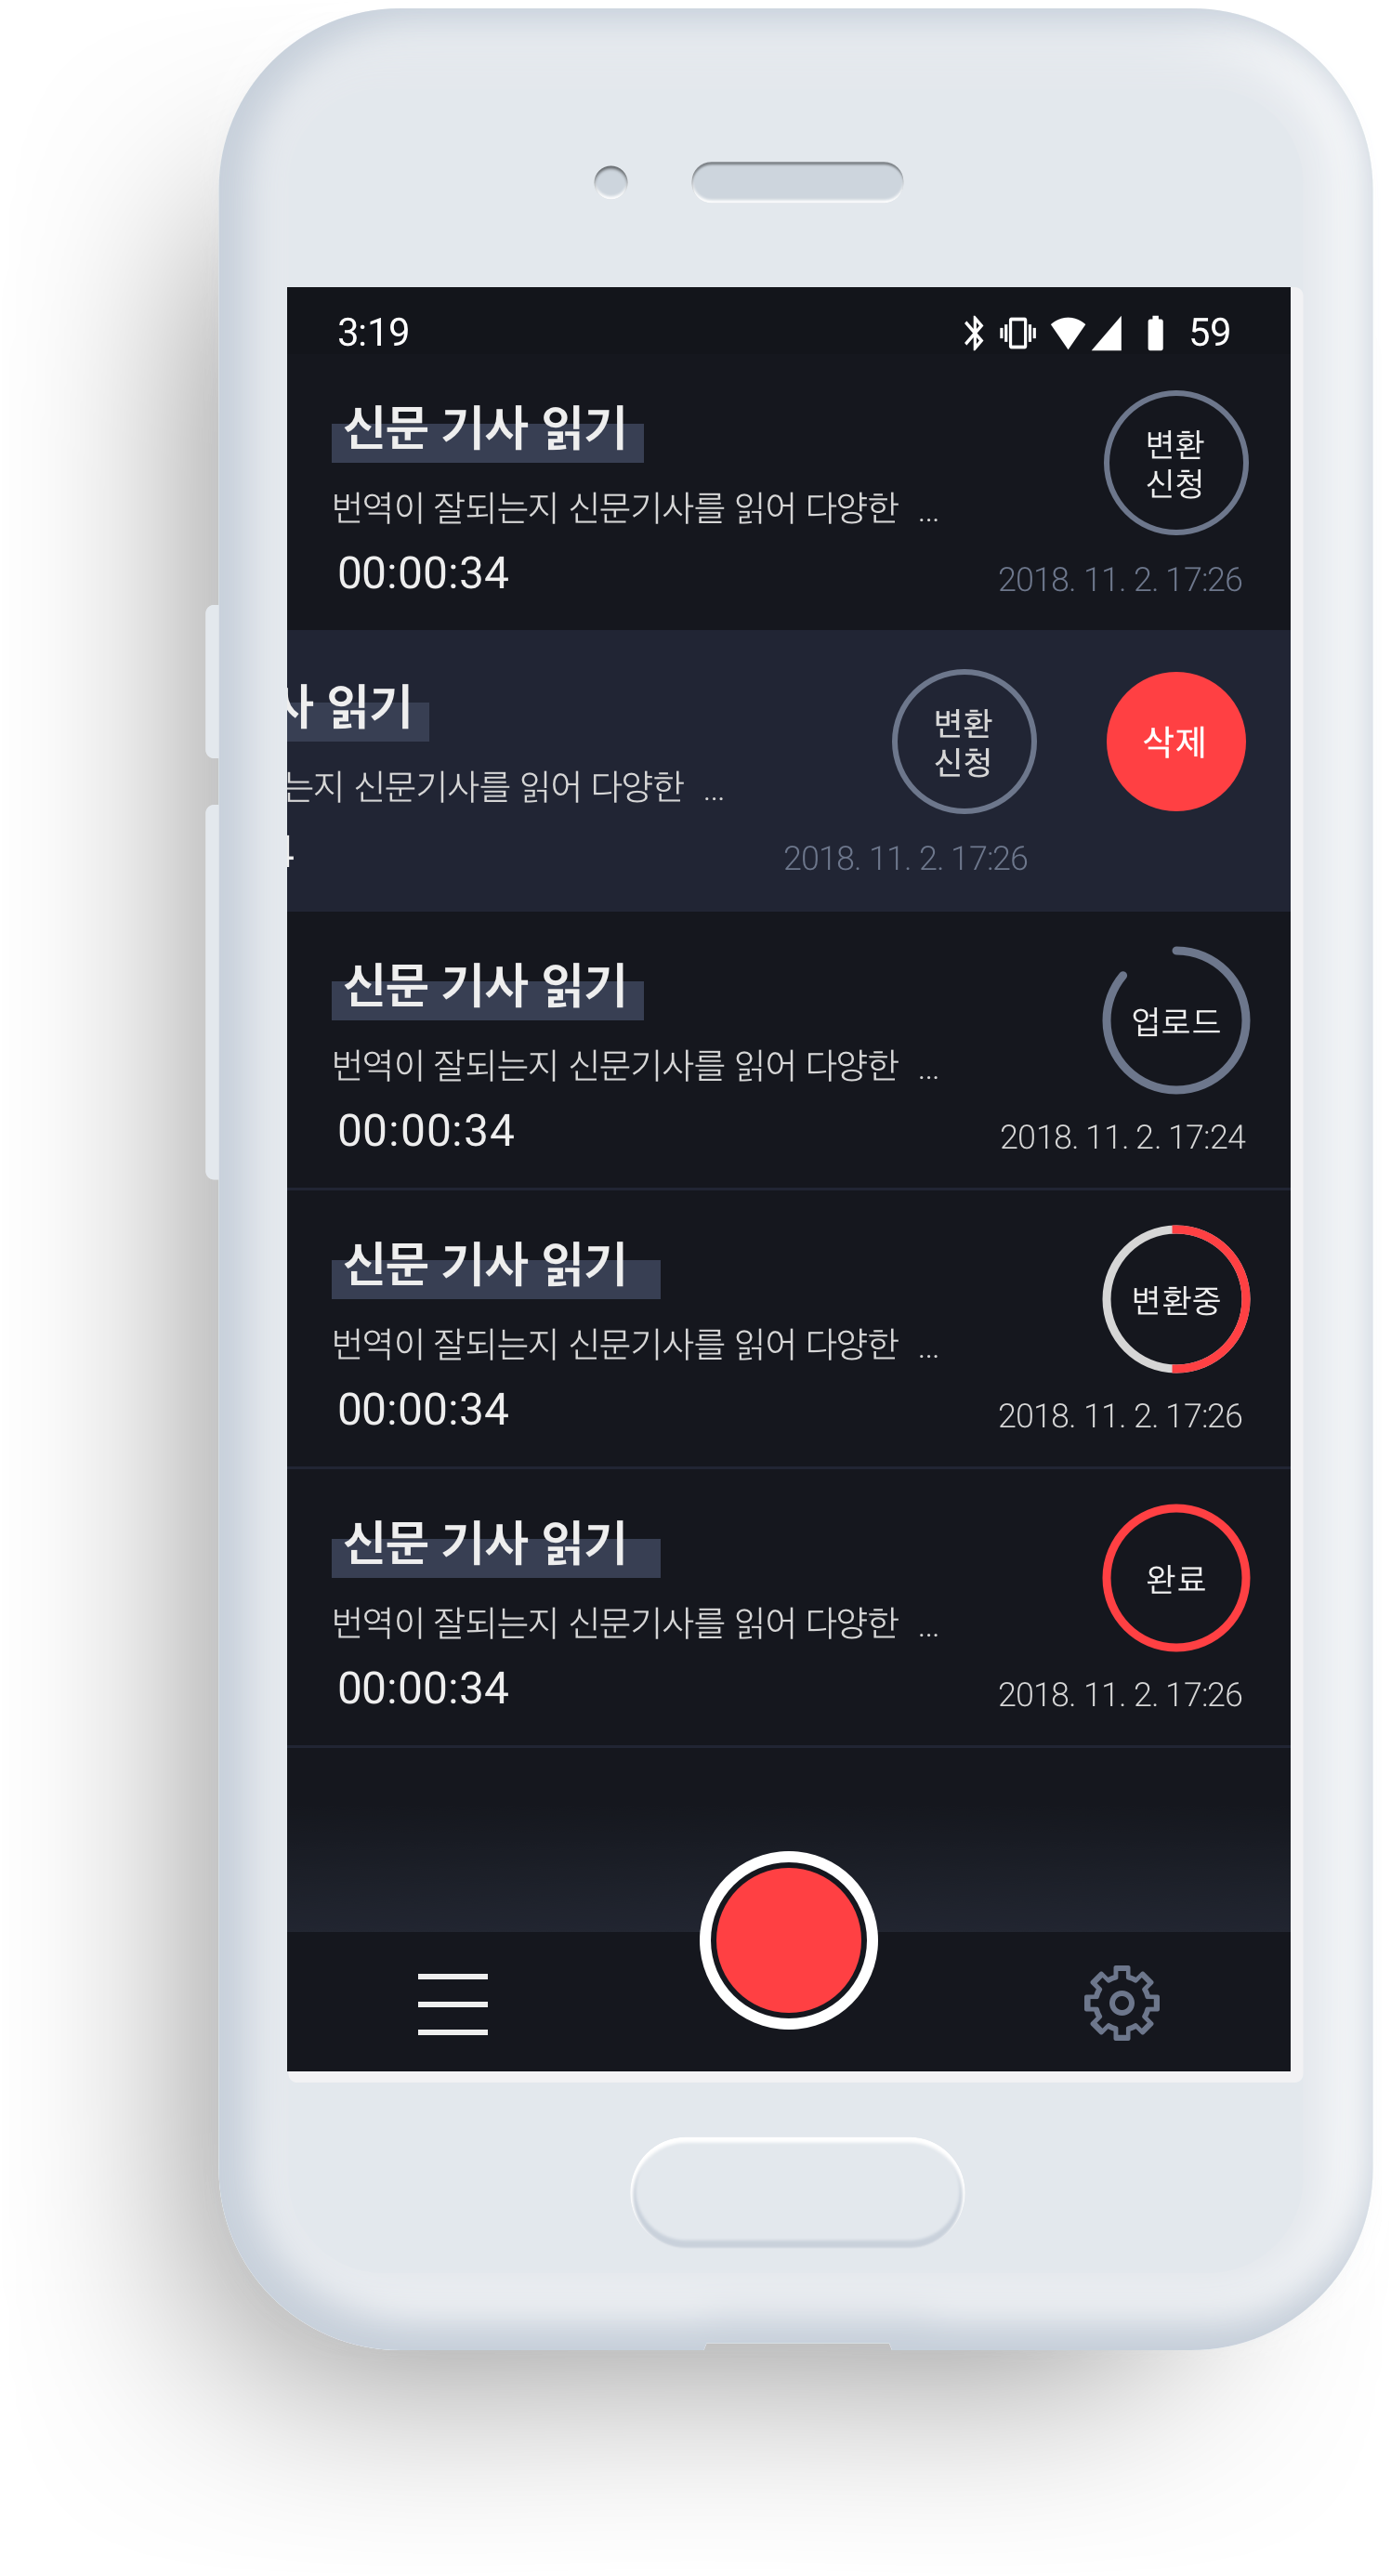 3:19 59
신문 기사 읽기
변환
신청
번역이 잘되는지 신문기사를 읽어 다양한 ...
00:00:34
2018. 11. 2. 17:26
사 읽기
변환
신청
삭제
는지 신문기사를 읽어 다양한 ...
4
2018. 11. 2. 17:26
신문 기사 읽기
업로드
번역이 잘되는지 신문기사를 읽어 다양한 ...
00:00:34
2018. 11. 2. 17:24
신문 기사 읽기
변환중
번역이 잘되는지 신문기사를 읽어 다양한 ...
00:00:34
2018. 11. 2. 17:26
신문 기사 읽기
완료
번역이 잘되는지 신문기사를 읽어 다양한 ...
00:00:34
2018. 11. 2. 17:26